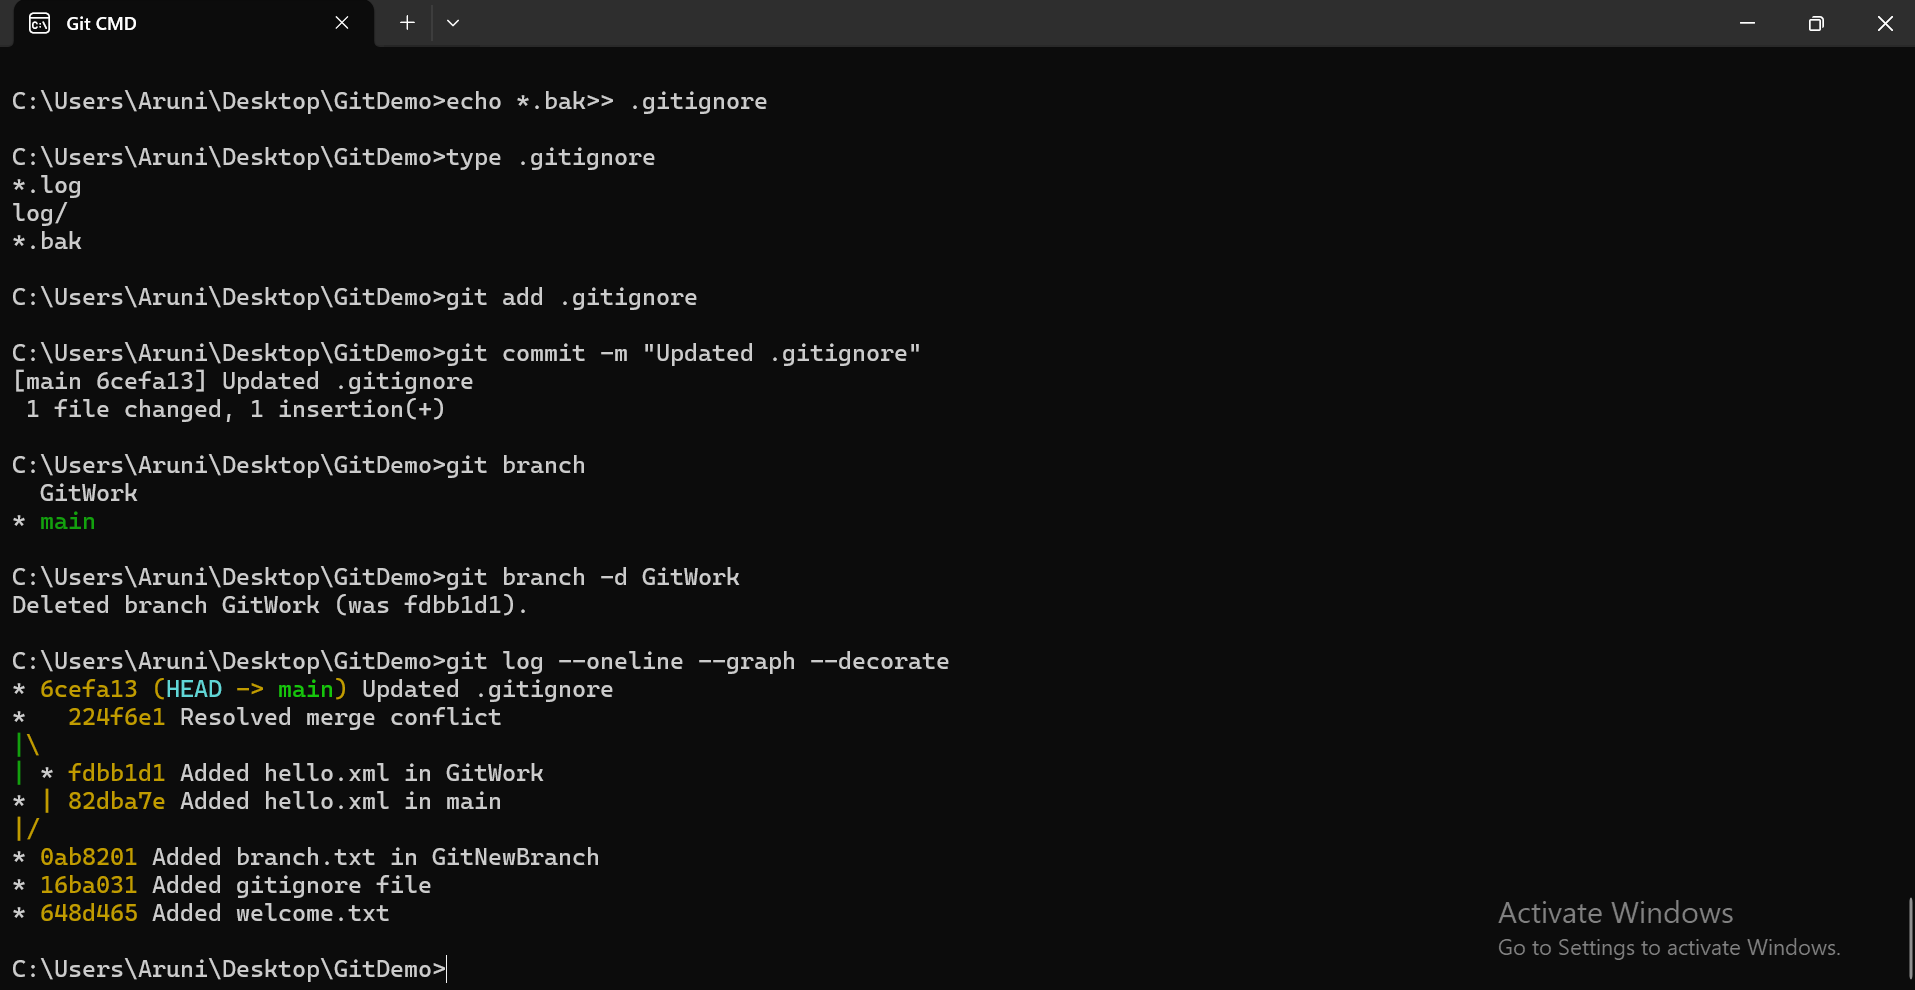 Git CMD
C:\Users\Aruni\Desktop\GitDemo>echo *.bak>> .gitignore
C:\Users\Aruni\Desktop\GitDemo>type .gitignore
*.log
log/
*.bak
C:\Users\Aruni\Desktop\GitDemo>git add .gitignore
C:\Users\Aruni\Desktop\GitDemo>git commit -m "Updated .gitignore"
[main 6cefa13] Updated .gitignore
 1 file changed, 1 insertion(+)
C:\Users\Aruni\Desktop\GitDemo>git branch
  GitWork
* main
C:\Users\Aruni\Desktop\GitDemo>git branch -d GitWork
Deleted branch GitWork (was fdbb1d1).
C:\Users\Aruni\Desktop\GitDemo>git log --oneline --graph --decorate
* 6cefa13 (HEAD -> main) Updated .gitignore
*   224f6e1 Resolved merge conflict
|\
| * fdbb1d1 Added hello.xml in GitWork
* | 82dba7e Added hello.xml in main
|/
* 0ab8201 Added branch.txt in GitNewBranch
* 16ba031 Added gitignore file
* 648d465 Added welcome.txt
C:\Users\Aruni\Desktop\GitDemo>
Activate Windows
Go to Settings to activate Windows.